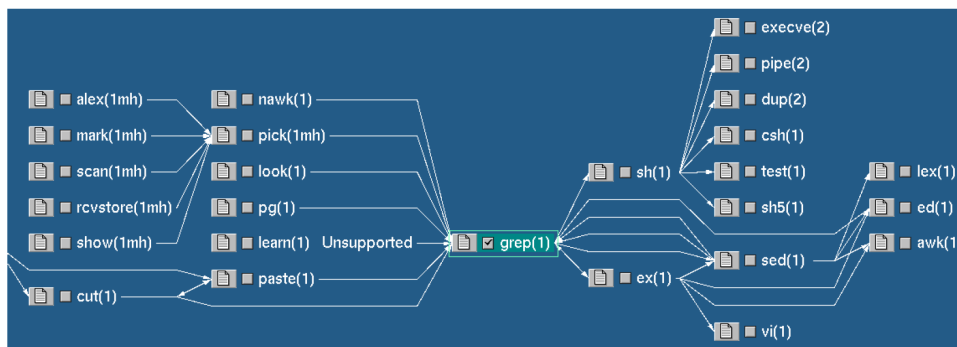 execve(2)
pipe(2)
alex(1mh)
nawk(1)
dup(2)
mark(1mh)
pick(1mh)
csh(1)
scan(1mh)
look(1)
sh(1)
test(1)
lex(1)
rcvstore(1mh)
pg(1)
sh5(1)
ed(1)
show(1mh)
learn(1)
Unsupported
grep(1)
awk(1
sed(1)
paste(1)
ex(1)
cut(1)
vi(1)